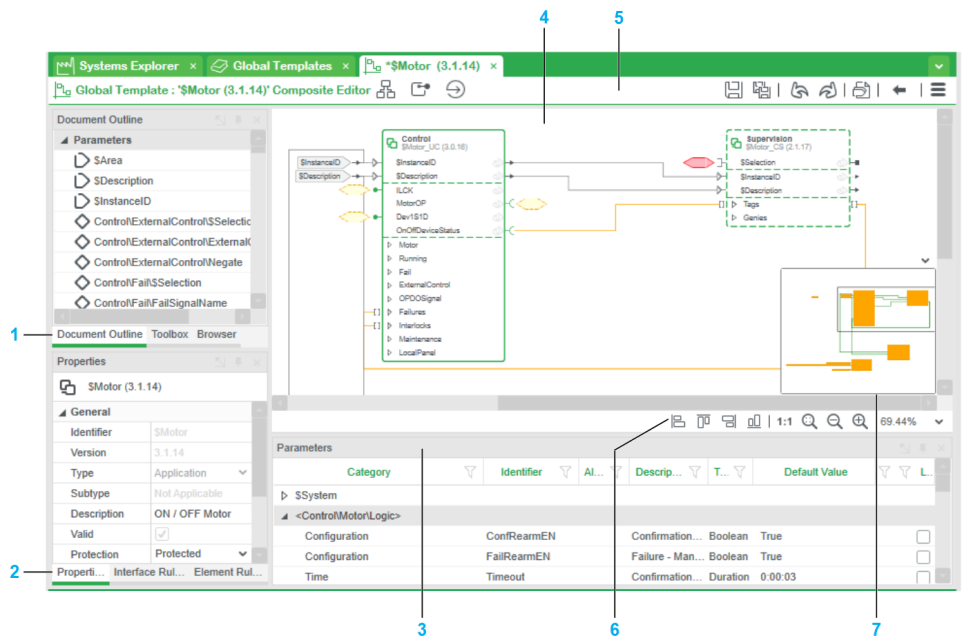 4
5
Systems Explorer ×
Global Templates ×
*$Motor (3.1.14) ×
Global Template : '$Motor (3.1.14)' Composite Editor
Document Outline
Parameters
$Area
$Description
$InstanceID
Control\ExternalControl\$Selectic
Control\ExternalControl\External(
Control\ExternalControl\Negate
Control\Fail\$Selection
Control\Fail\FailSignalName
1
Document Outline Toolbox Browser
Properties
$Motor (3.1.14)
General
Identifier $Motor
Version 3.1.14
Type Application
Subtype Not Applicable
Description ON / OFF Motor
Valid
Protection Protected
2
Properti... Interface Rul... Element Rul...
$InstanceID
$Description
Control
$Motor_UC (3.0.16)
$InstanceID
$Description
ILCK
MotorOP
Dev1S1D
OnOffDeviceStatus
Motor
Running
Fail
ExternalControl
OPDOSignal
Failures
Interlocks
Maintenance
LocalPanel
Supervision
$Motor_CS (2.1.17)
$Selection
$InstanceID
$Description
Tags
Genies
1:1
69.44%
Parameters
Category Identifier Al... Descrip... T... Default Value L...
$System
<Control\Motor\Logic>
Configuration ConfRearmEN Confirmation... Boolean True
Configuration FailRearmEN Failure - Man... Boolean True
Time Timeout Confirmation... Duration 0:00:03
3
6
7